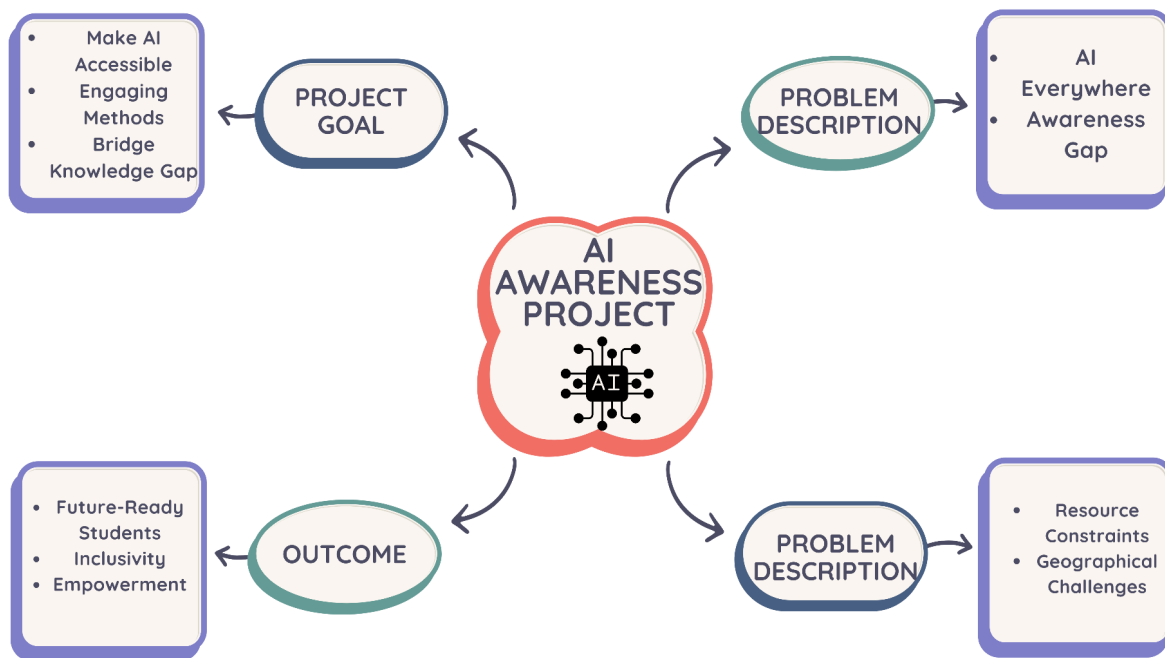 • Make AI
Accessible
• Engaging
Methods
• Bridge
Knowledge Gap
PROJECT
GOAL
PROBLEM
DESCRIPTION
• AI
Everywhere
• Awareness
Gap
AI
AWARENESS
PROJECT
AI
• Future-Ready
Students
• Inclusivity
• Empowerment
OUTCOME
PROBLEM
DESCRIPTION
• Resource
Constraints
• Geographical
Challenges